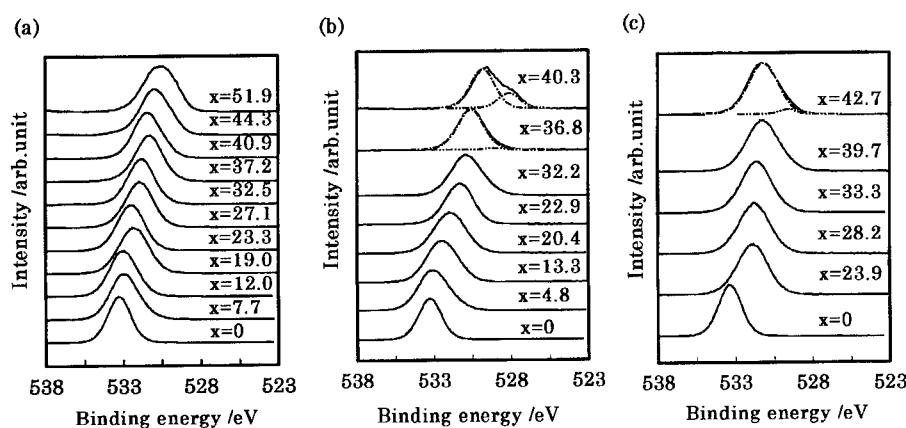 (a)
Intensity /arb.unit
x=51.9
x=44.3
x=40.9
x=37.2
x=32.5
x=27.1
x=23.3
x=19.0
x=12.0
x=7.7
x=0
538 533 528 523
Binding energy /eV
(b)
Intensity /arb.unit
x=40.3
x=36.8
x=32.2
x=22.9
x=20.4
x=13.3
x=4.8
x=0
538 533 528 523
Binding energy /eV
(c)
Intensity /arb.unit
x=42.7
x=39.7
x=33.3
x=28.2
x=23.9
x=0
538 533 528 523
Binding energy /eV